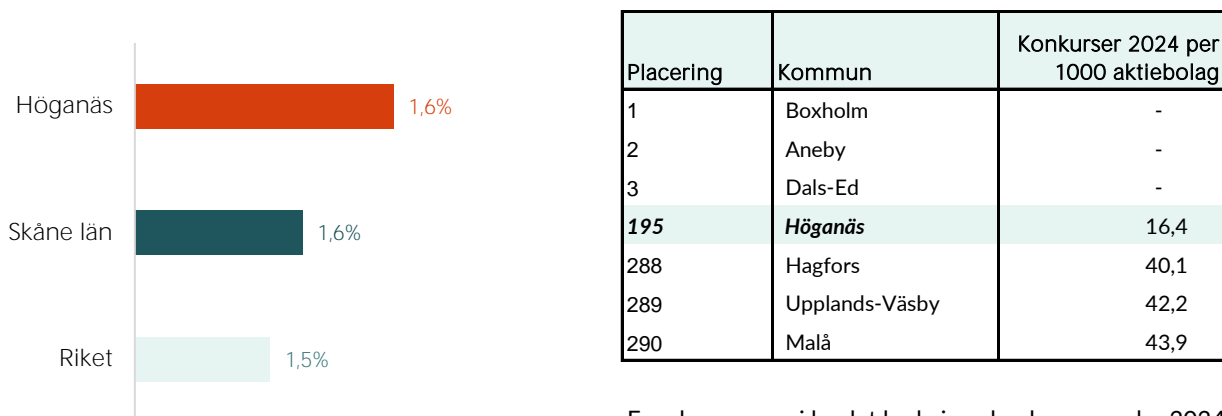 Höganäs 1,6%
Skåne län 1,6%
Riket 1,5%
Placering Kommun Konkurser 2024 per 1000 aktiebolag
1 Boxholm -
2 Aneby -
3 Dals-Ed -
195 Höganäs 16,4
288 Hagfors 40,1
289 Upplands-Väsby 42,2
290 Malå 43,9